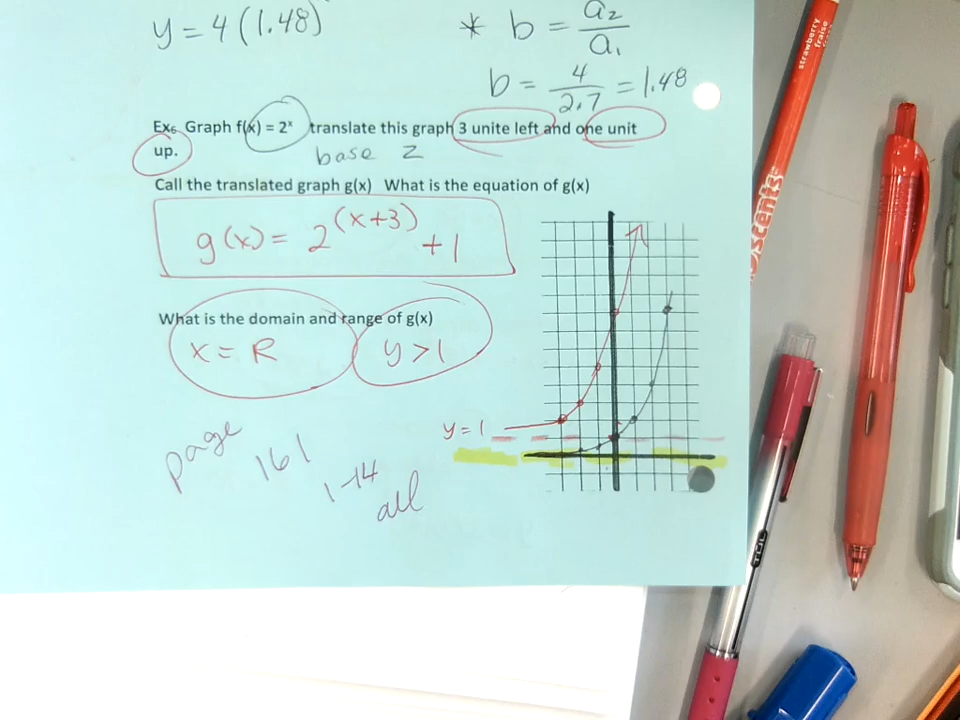 y = 4 (1.48)
* b = a₂/a₁
b = 4/2.7 = 1.48
Ex6 Graph f(x) = 2ˣ translate this graph 3 unite left and one unit
up.
base 2
Call the translated graph g(x) What is the equation of g(x)
g(x) = 2^(x+3) + 1
What is the domain and range of g(x)
x = R
y > 1
y = 1
page 161
1-14
all
strawberry
fraise
scents